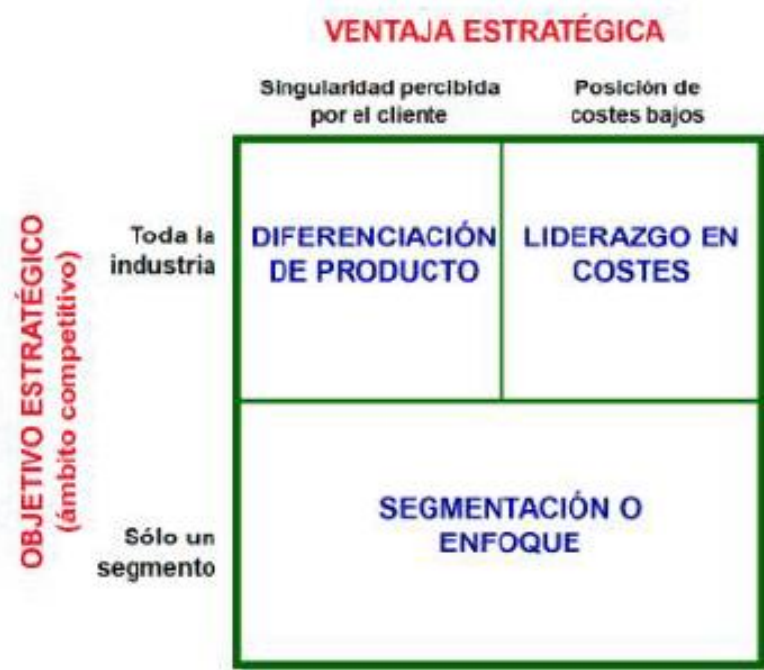 VENTAJA ESTRATÉGICA
Singularidad percibida
por el cliente
Posición de
costes bajos
OBJETIVO ESTRATÉGICO
(ámbito competitivo)
Toda la
industria
DIFERENCIACIÓN
DE PRODUCTO
LIDERAZGO EN
COSTES
Sólo un
segmento
SEGMENTACIÓN O
ENFOQUE